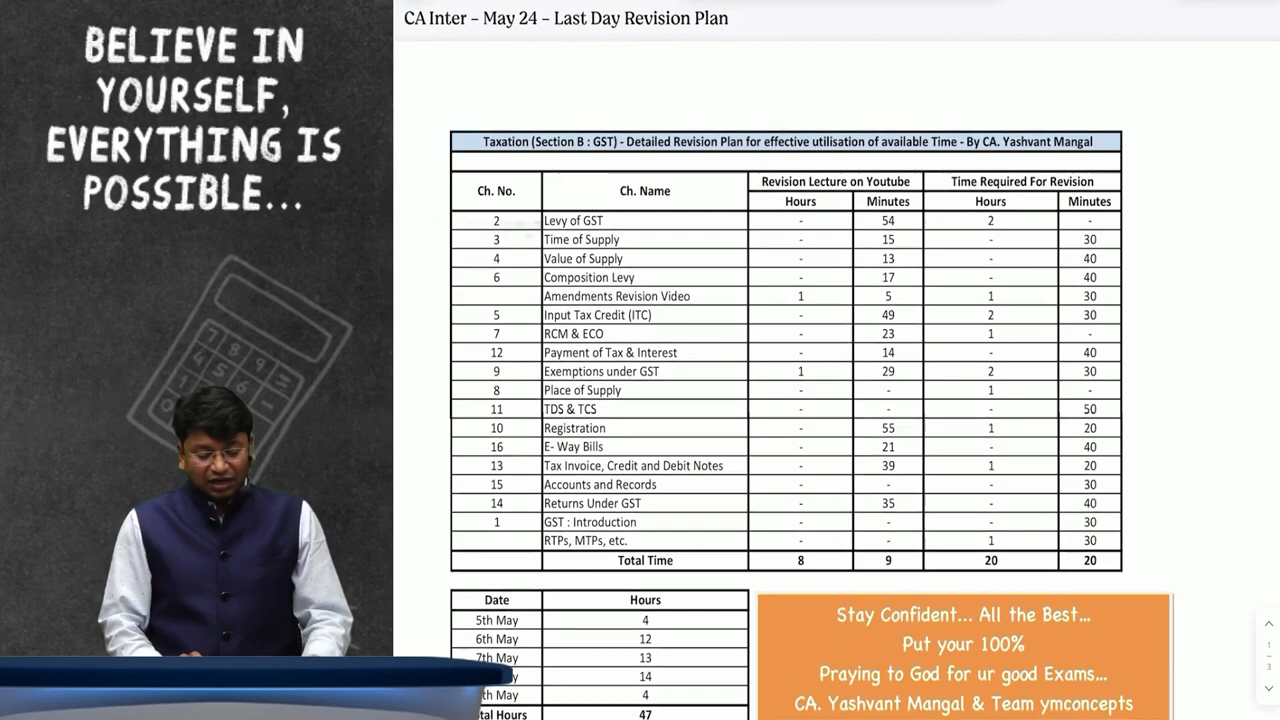 BELIEVE IN
YOURSELF,
EVERYTHING IS
POSSIBLE...
CA Inter – May 24 – Last Day Revision Plan
Taxation (Section B : GST) - Detailed Revision Plan for effective utilisation of available Time - By CA. Yashvant Mangal
Ch. No. Ch. Name Revision Lecture on Youtube Time Required For Revision
Hours Minutes Hours Minutes
2 Levy of GST - 54 2 -
3 Time of Supply - 15 - 30
4 Value of Supply - 13 - 40
6 Composition Levy - 17 - 40
Amendments Revision Video 1 5 1 30
5 Input Tax Credit (ITC) - 49 2 30
7 RCM & ECO - 23 1 -
12 Payment of Tax & Interest - 14 - 40
9 Exemptions under GST 1 29 2 30
8 Place of Supply - - 1 -
11 TDS & TCS - - - 50
10 Registration - 55 1 20
16 E- Way Bills - 21 - 40
13 Tax Invoice, Credit and Debit Notes - 39 1 20
15 Accounts and Records - - - 30
14 Returns Under GST - 35 - 40
1 GST : Introduction - - - 30
RTPs, MTPs, etc. - - 1 30
Total Time 8 9 20 20
Date Hours
5th May 4
6th May 12
7th May 13
14
th May 4
tal Hours 47
Stay Confident... All the Best...
Put your 100%
Praying to God for ur good Exams...
CA. Yashvant Mangal & Team ymconcepts
1
3